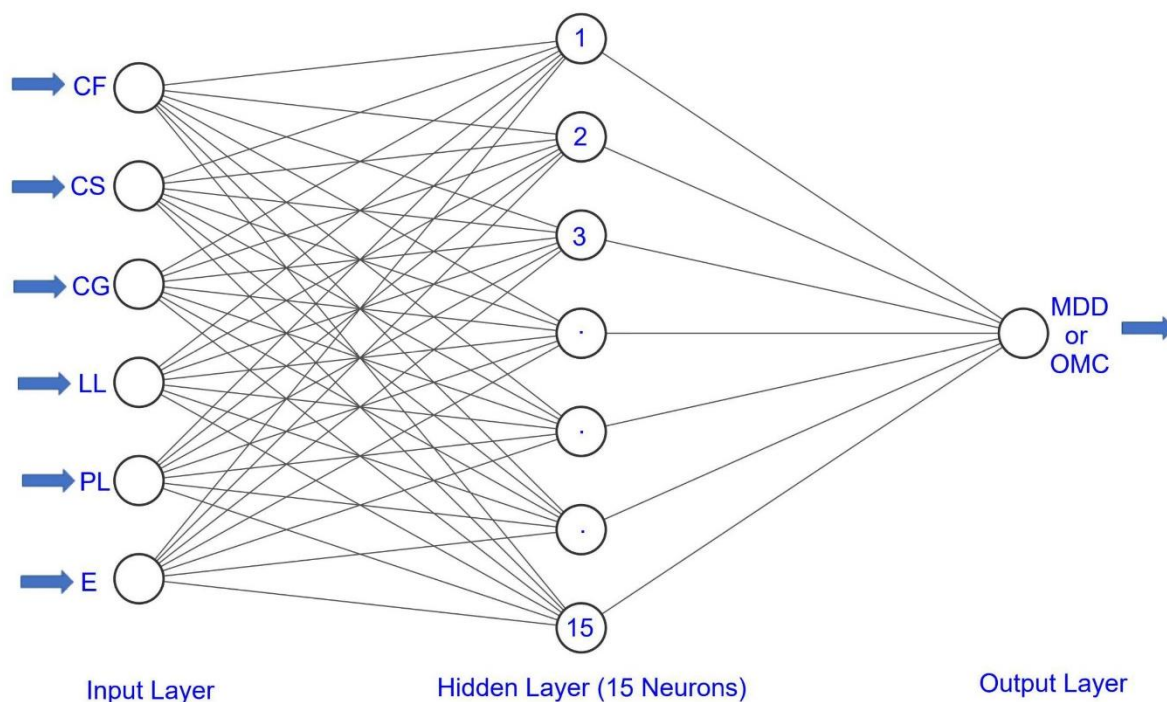 CF
CS
CG
LL
PL
E
1
2
3
.
.
.
15
MDD
or
OMC
Input Layer
Hidden Layer (15 Neurons)
Output Layer